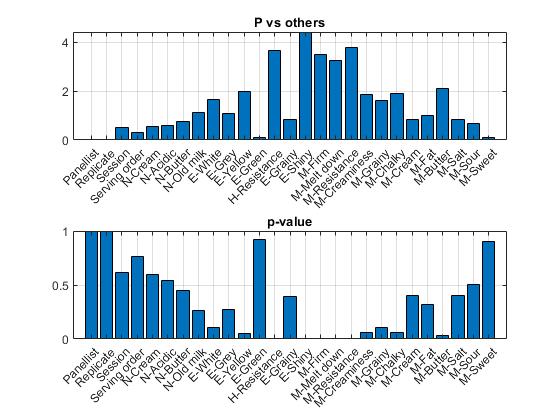 P vs others
4
2
0
Panellist
Replicate
Session
Serving order
N-Cream
N-Acidic
N-Butter
N-Old milk
E-White
E-Grey
E-Yellow
E-Green
H-Resistance
E-Grainy
E-Shiny
M-Firm
M-Melt down
M-Resistance
M-Creaminess
M-Grainy
M-Chalky
M-Cream
M-Fat
M-Butter
M-Salt
M-Sour
M-Sweet
p-value
1
0.5
0
Panellist
Replicate
Session
Serving order
N-Cream
N-Acidic
N-Butter
N-Old milk
E-White
E-Grey
E-Yellow
E-Green
H-Resistance
E-Grainy
E-Shiny
M-Firm
M-Melt down
M-Resistance
M-Creaminess
M-Grainy
M-Chalky
M-Cream
M-Fat
M-Butter
M-Salt
M-Sour
M-Sweet